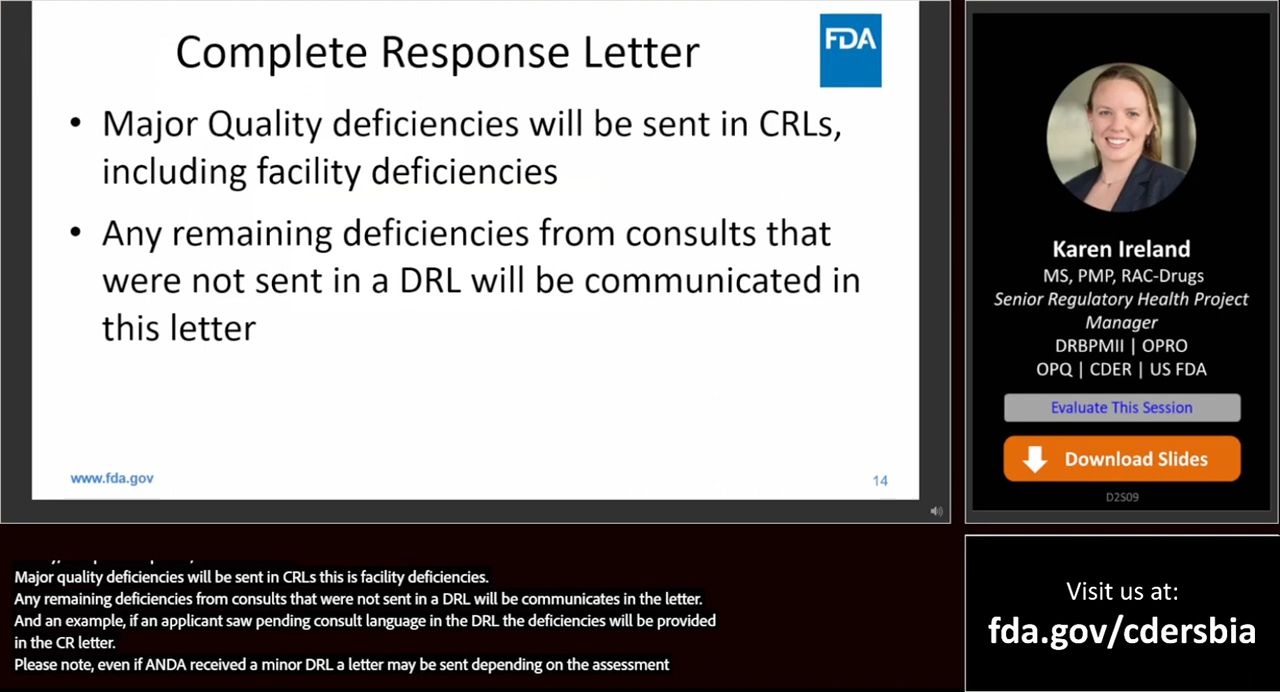 Complete Response Letter
FDA
• Major Quality deficiencies will be sent in CRLs,
including facility deficiencies
• Any remaining deficiencies from consults that
were not sent in a DRL will be communicated in
this letter
www.fda.gov
14
Karen Ireland
MS, PMP, RAC-Drugs
Senior Regulatory Health Project
Manager
DRBPMII | OPRO
OPQ | CDER | US FDA
Evaluate This Session
Download Slides
D2S09
Major quality deficiencies will be sent in CRLs this is facility deficiencies.
Any remaining deficiencies from consults that were not sent in a DRL will be communicates in the letter.
And an example, if an applicant saw pending consult language in the DRL the deficiencies will be provided
in the CR letter.
Please note, even if ANDA received a minor DRL a letter may be sent depending on the assessment
Visit us at:
fda.gov/cdersbia